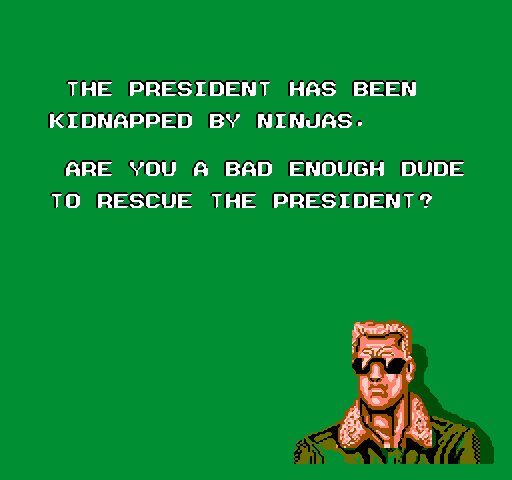 THE PRESIDENT HAS BEEN
KIDNAPPED BY NINJAS.
ARE YOU A BAD ENOUGH DUDE
TO RESCUE THE PRESIDENT?